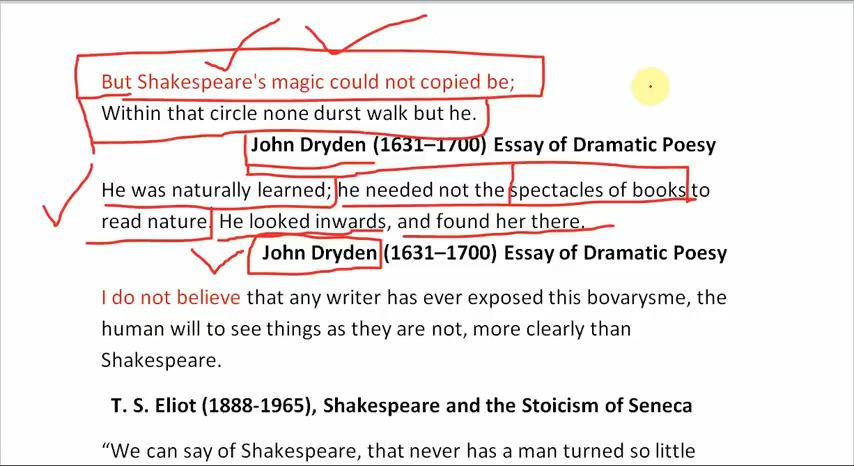 But Shakespeare's magic could not copied be;
Within that circle none durst walk but he.
John Dryden (1631–1700) Essay of Dramatic Poesy
He was naturally learned; he needed not the spectacles of books to
read nature. He looked inwards, and found her there.
John Dryden (1631–1700) Essay of Dramatic Poesy
I do not believe that any writer has ever exposed this bovarysme, the
human will to see things as they are not, more clearly than
Shakespeare.
T. S. Eliot (1888-1965), Shakespeare and the Stoicism of Seneca
“We can say of Shakespeare, that never has a man turned so little